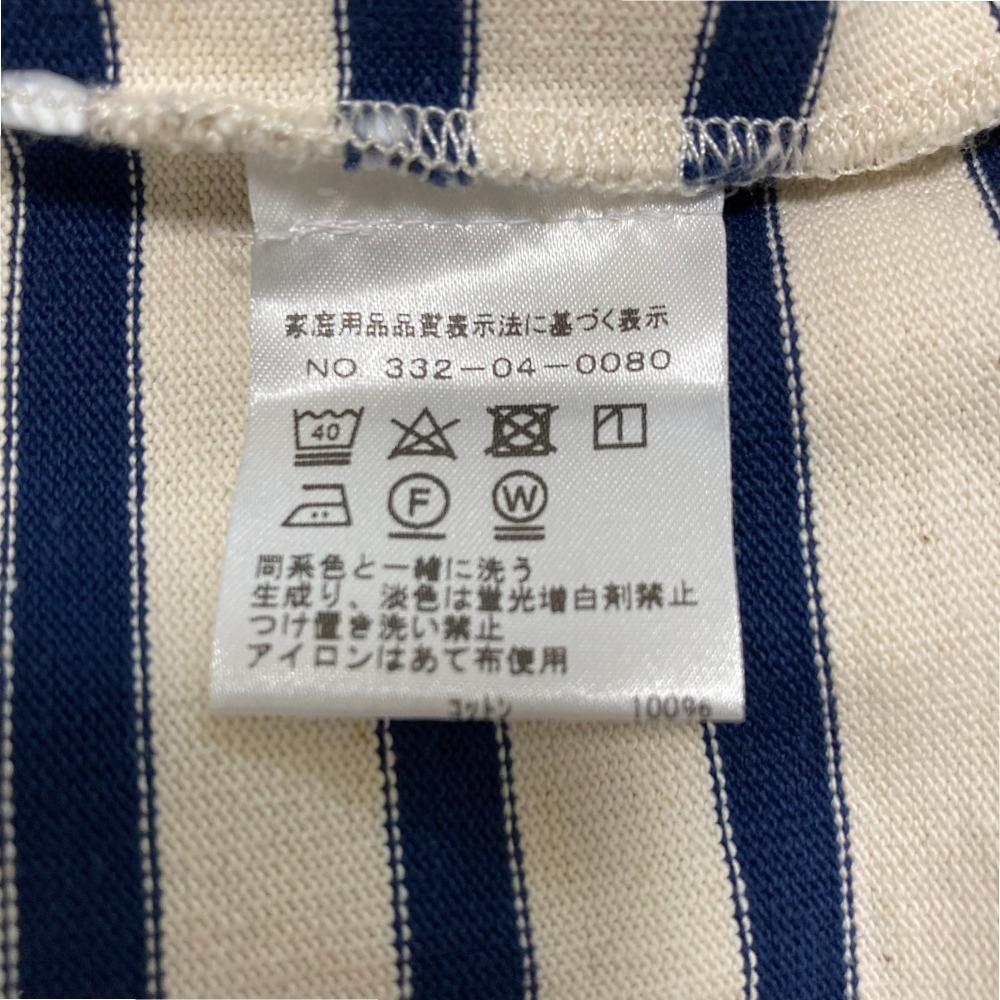 家庭用品品質表示法に基づく表示
NO 332-04-0080
40
F W
同系色と一緒に洗う
生成り、淡色は蛍光増白剤禁止
つけ置き洗い禁止
アイロンはあて布使用
コットン 100%